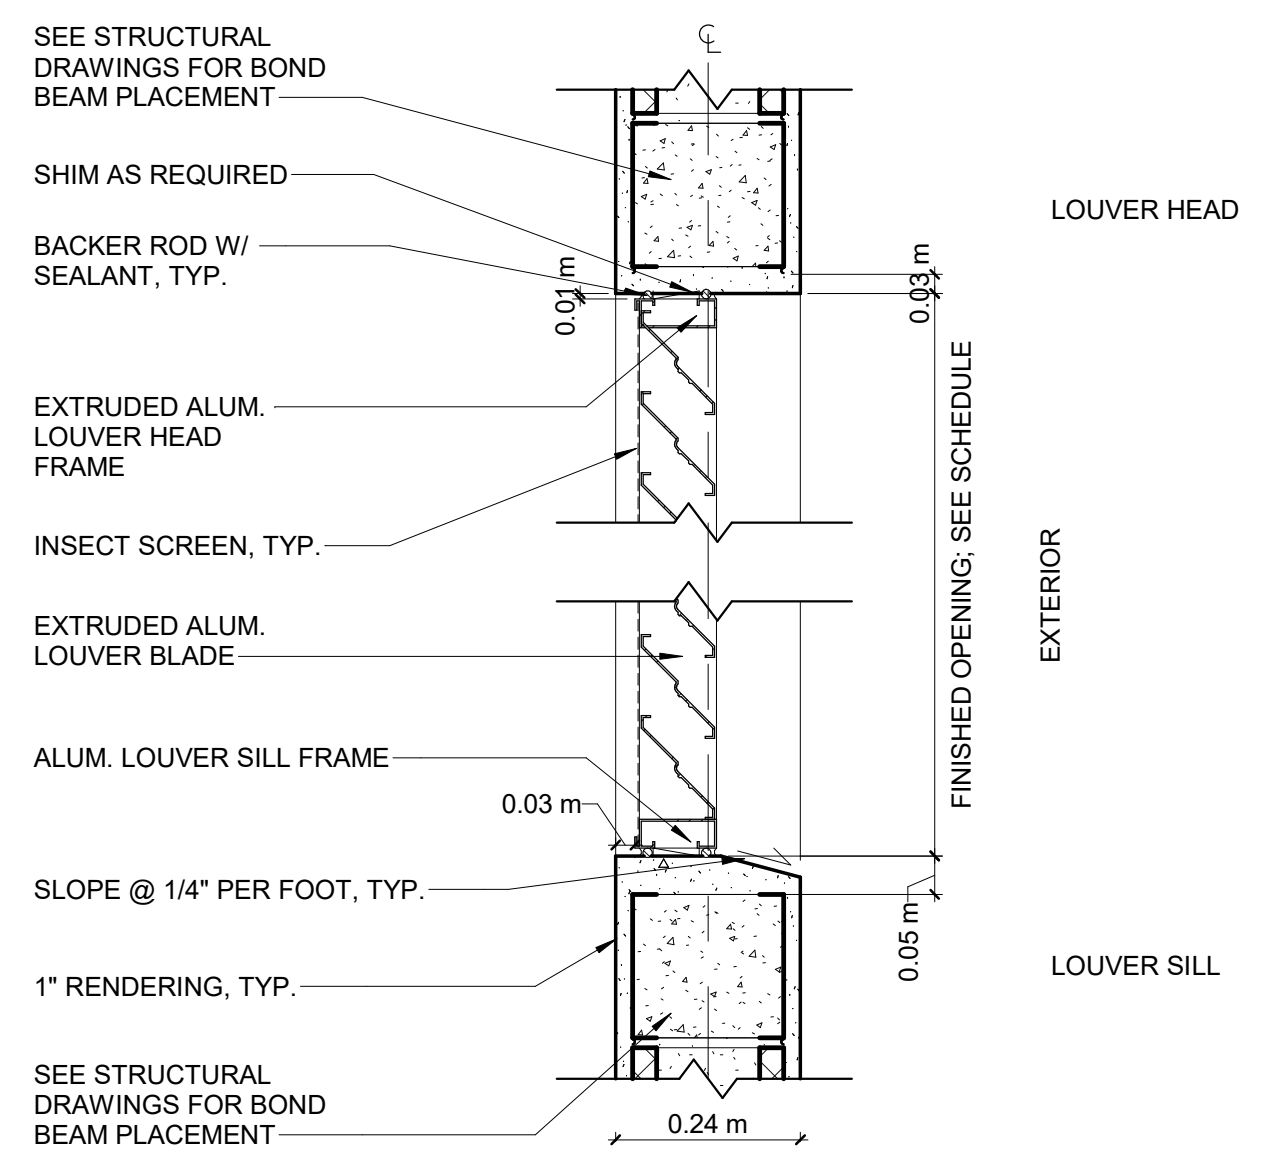 SEE STRUCTURAL
DRAWINGS FOR BOND
BEAM PLACEMENT
SHIM AS REQUIRED
BACKER ROD W/
SEALANT, TYP.
EXTRUDED ALUM.
LOUVER HEAD
FRAME
INSECT SCREEN, TYP.
EXTRUDED ALUM.
LOUVER BLADE
ALUM. LOUVER SILL FRAME
0.03 m
SLOPE @ 1/4" PER FOOT, TYP.
1" RENDERING, TYP.
SEE STRUCTURAL
DRAWINGS FOR BOND
BEAM PLACEMENT
℄
0.01 m
0.24 m
0.03 m
FINISHED OPENING; SEE SCHEDULE
0.05 m
LOUVER HEAD
EXTERIOR
LOUVER SILL